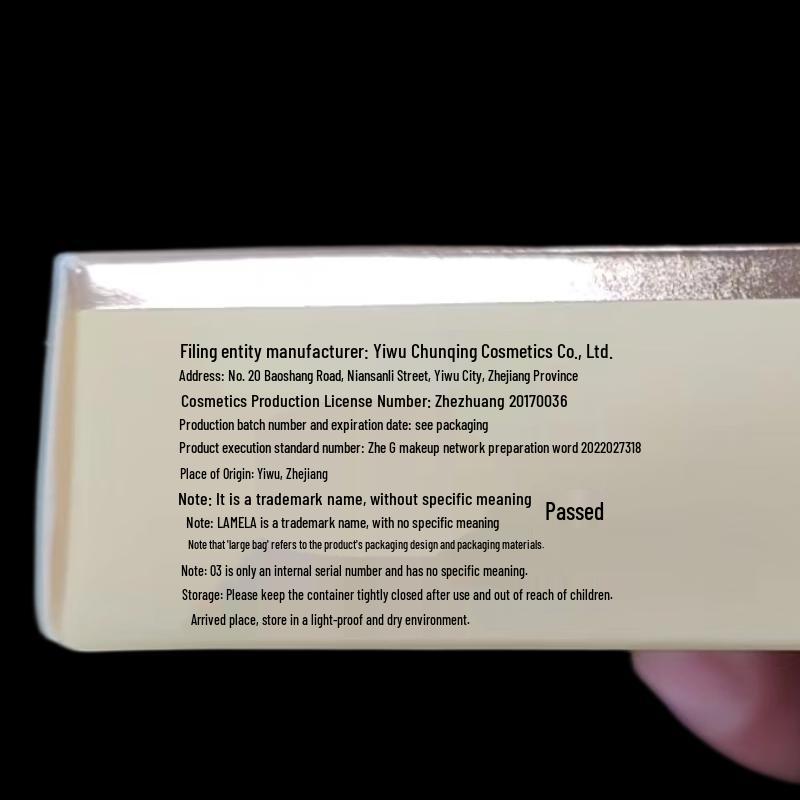 Filing entity manufacturer: Yiwu Chunqing Cosmetics Co., Ltd.
Address: No. 20 Baoshang Road, Niansanli Street, Yiwu City, Zhejiang Province
Cosmetics Production License Number: Zhezhuang 20170036
Production batch number and expiration date: see packaging
Product execution standard number: Zhe G makeup network preparation word 2022027318
Place of Origin: Yiwu, Zhejiang
Note: It is a trademark name, without specific meaning
Passed
Note: LAMELA is a trademark name, with no specific meaning
Note that 'large bag' refers to the product's packaging design and packaging materials.
Note: 03 is only an internal serial number and has no specific meaning.
Storage: Please keep the container tightly closed after use and out of reach of children.
Arrived place, store in a light-proof and dry environment.